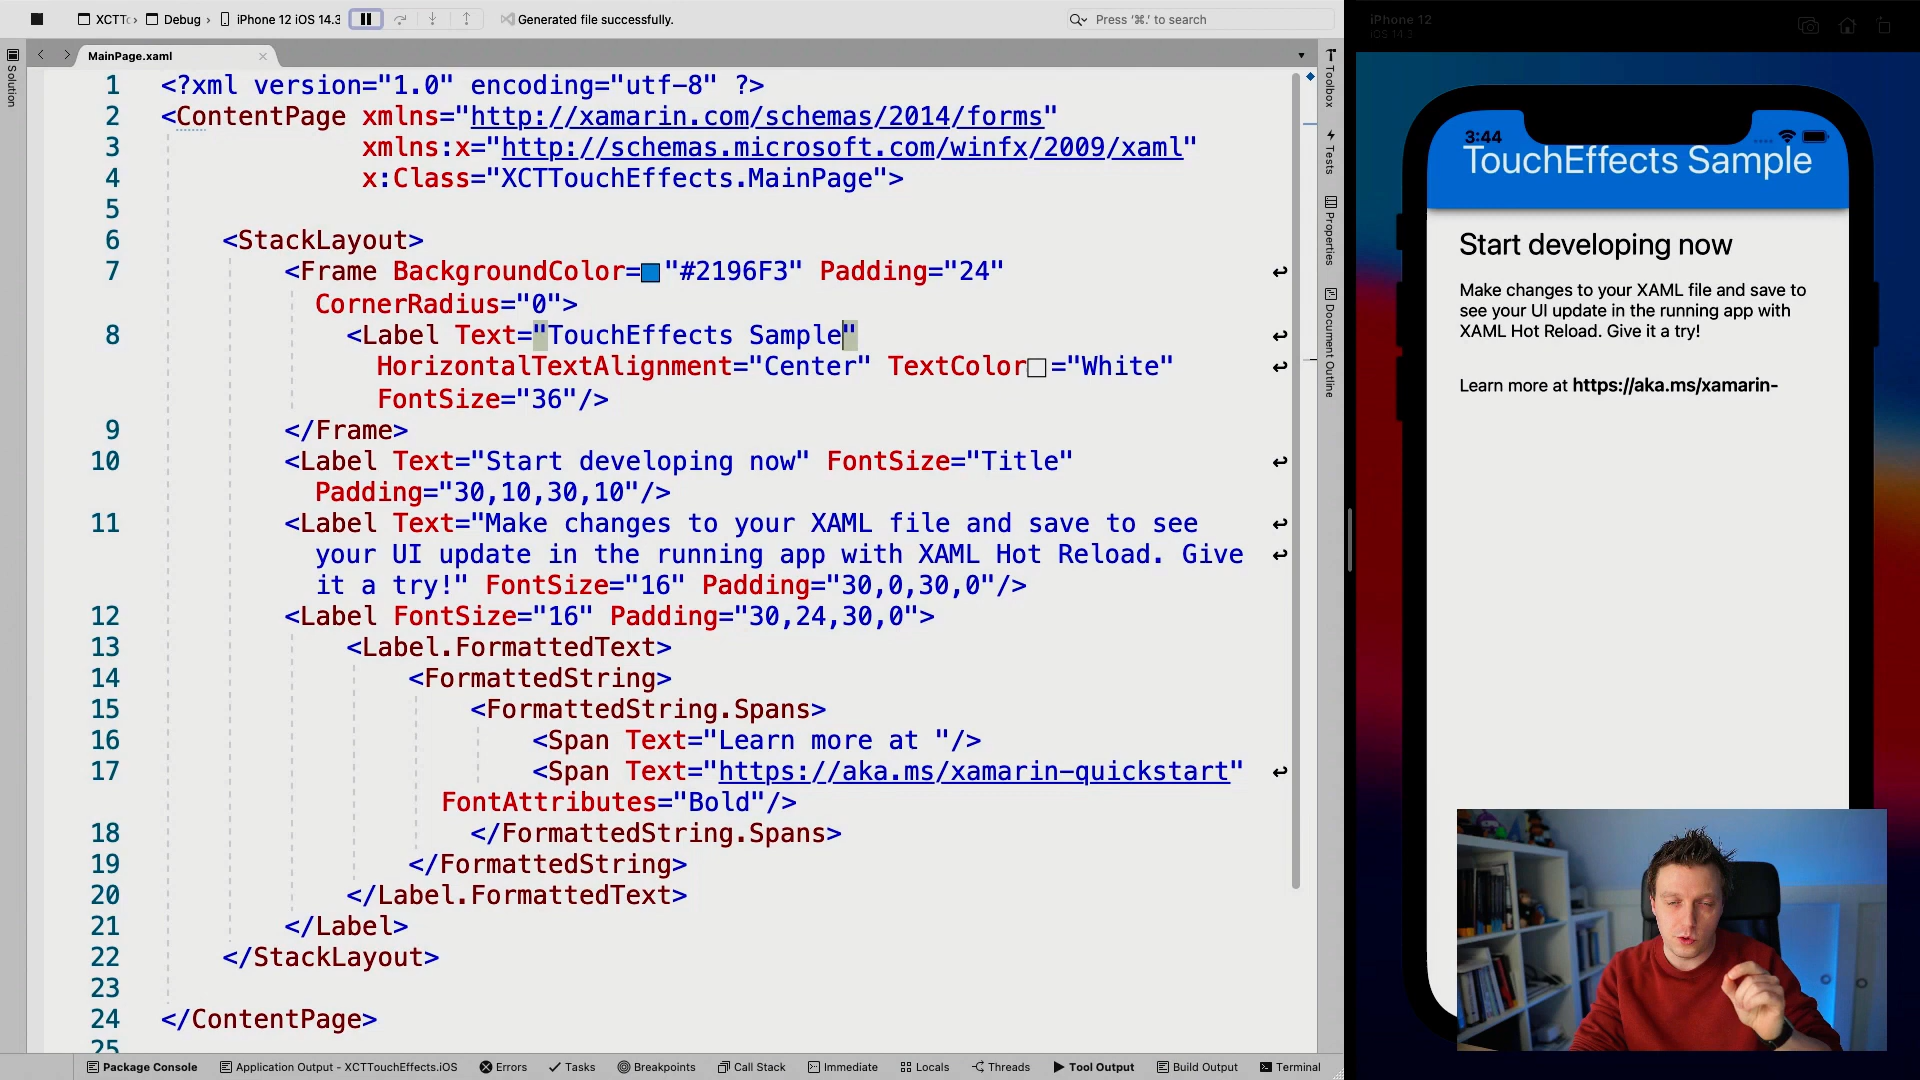 XCTT
Debug
iPhone 12 iOS 14.3
Generated file successfully.
Press '⌘.' to search
Solution
MainPage.xaml
1 <?xml version="1.0" encoding="utf-8" ?>
2 <ContentPage xmlns="http://xamarin.com/schemas/2014/forms"
3 xmlns:x="http://schemas.microsoft.com/winfx/2009/xaml"
4 x:Class="XCTTouchEffects.MainPage">
5
6 <StackLayout>
7 <Frame BackgroundColor="#2196F3" Padding="24"
CornerRadius="0">
8 <Label Text="TouchEffects Sample"
HorizontalTextAlignment="Center" TextColor="White"
FontSize="36"/>
9 </Frame>
10 <Label Text="Start developing now" FontSize="Title"
Padding="30,10,30,10"/>
11 <Label Text="Make changes to your XAML file and save to see
your UI update in the running app with XAML Hot Reload. Give
it a try!" FontSize="16" Padding="30,0,30,0"/>
12 <Label FontSize="16" Padding="30,24,30,0">
13 <Label.FormattedText>
14 <FormattedString>
15 <FormattedString.Spans>
16 <Span Text="Learn more at "/>
17 <Span Text="https://aka.ms/xamarin-quickstart"
FontAttributes="Bold"/>
18 </FormattedString.Spans>
19 </FormattedString>
20 </Label.FormattedText>
21 </Label>
22 </StackLayout>
23
24 </ContentPage>
25
Toolbox
Tests
Properties
Document Outline
Package Console
Application Output - XCTTouchEffects.iOS
Errors
Tasks
Breakpoints
Call Stack
Immediate
Locals
Threads
Tool Output
Build Output
Terminal
iPhone 12
iOS 14.3
3:44
TouchEffects Sample
Start developing now
Make changes to your XAML file and save to
see your UI update in the running app with
XAML Hot Reload. Give it a try!
Learn more at https://aka.ms/xamarin-